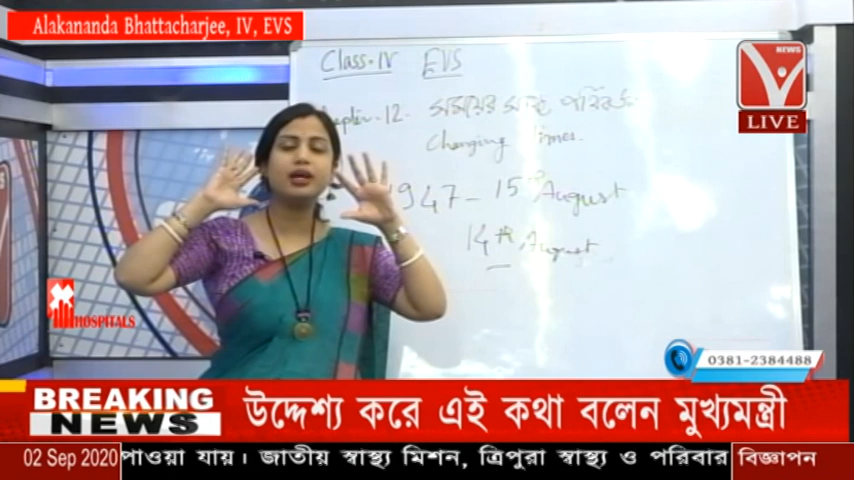 Alakananda Bhattacharjee, IV, EVS
Class-IV EVS
12- সময়ের সাথে পরিবর্তন
Changing Times.
1947 - 15th August
14th August
NEWS
LIVE
HOSPITALS
0381-2384488
BREAKING NEWS
উদ্দেশ্য করে এই কথা বলেন মুখ্যমন্ত্রী
02 Sep 2020 পাওয়া যায়। জাতীয় স্বাস্থ্য মিশন, ত্রিপুরা স্বাস্থ্য ও পরিবার বিজ্ঞাপন